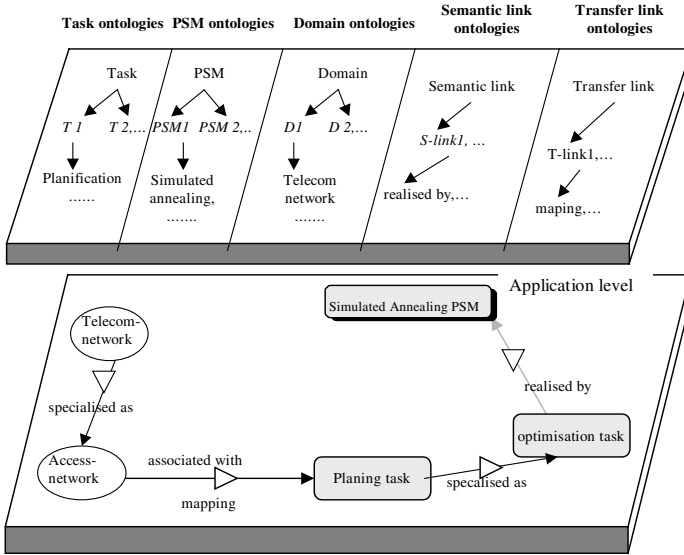 Task ontologies PSM ontologies Domain ontologies Semantic link ontologies Transfer link ontologies
Task PSM Domain Semantic link Transfer link
T 1 T 2,... PSM1 PSM 2,.. D1 D 2,... S-link1, ... T-link1,...
Planification
......
Simulated
annealing,
.......
Telecom
network
.......
realised by,...
maping,...
Application level
Simulated Annealing PSM
Telecom-
network
realised by
specialised as
optimisation task
Access-
network
associated with
mapping
Planing task
specalised as